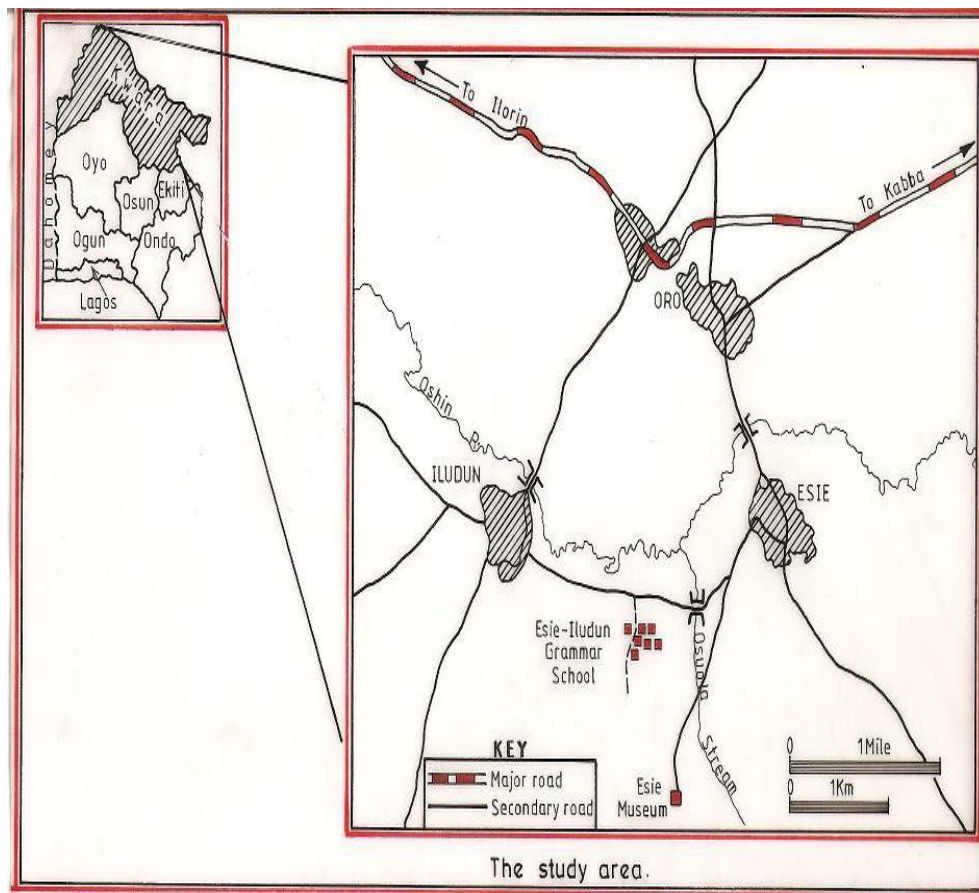 Kwara
Dahomey
Oyo
Osun
Ekiti
Ogun
Ondo
Lagos
To Ilorin
To Kabba
ORO
Oshin R.
ILUDUN
ESIE
Esie-Iludun
Grammar
School
Osuola
Stream
Esie
Museum
KEY
Major road
Secondary road
0 1Mile
0 1Km
The study area.